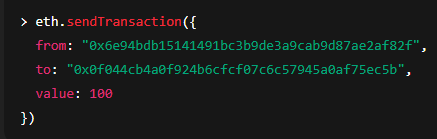 > eth.sendTransaction({
from: "0x6e94bdb15141491bc3b9de3a9cab9d87ae2af82f",
to: "0x0f044cb4a0f924b6cfcf07c6c57945a0af75ec5b",
value: 100
})